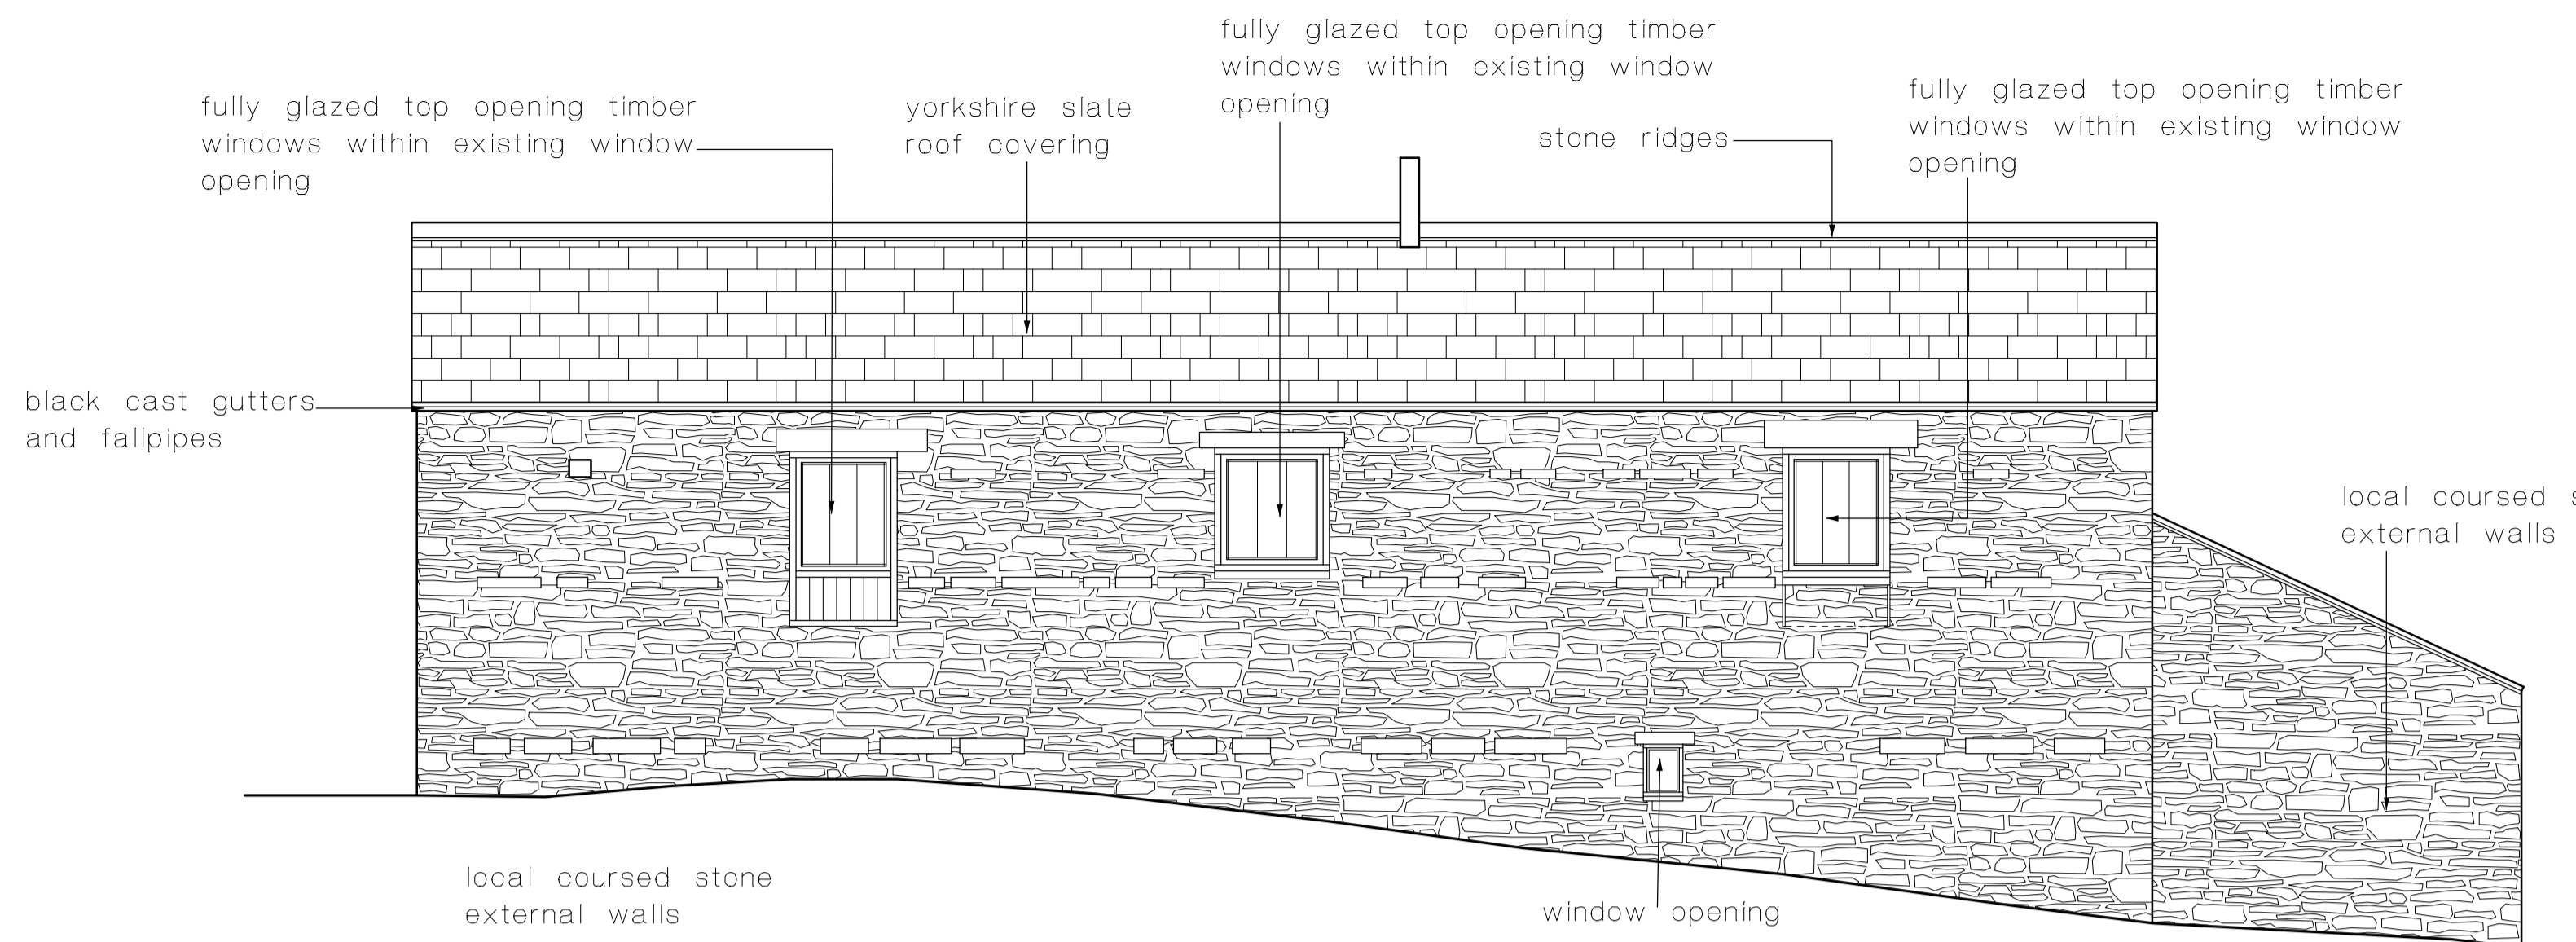 fully glazed top opening timber
windows within existing window
opening
yorkshire slate
roof covering
fully glazed top opening timber
windows within existing window
opening
stone ridges
fully glazed top opening timber
windows within existing window
opening
black cast gutters
and fallpipes
local coursed
external walls
local coursed stone
external walls
window opening